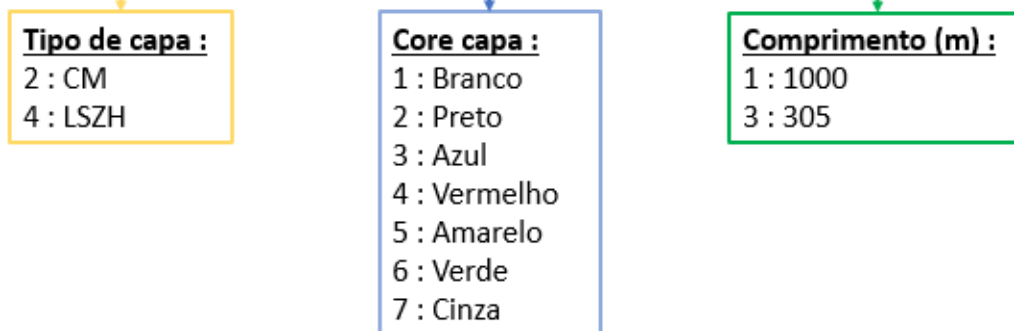 Tipo de capa :
2 : CM
4 : LSZH
Core capa :
1 : Branco
2 : Preto
3 : Azul
4 : Vermelho
5 : Amarelo
6 : Verde
7 : Cinza
Comprimento (m) :
1 : 1000
3 : 305